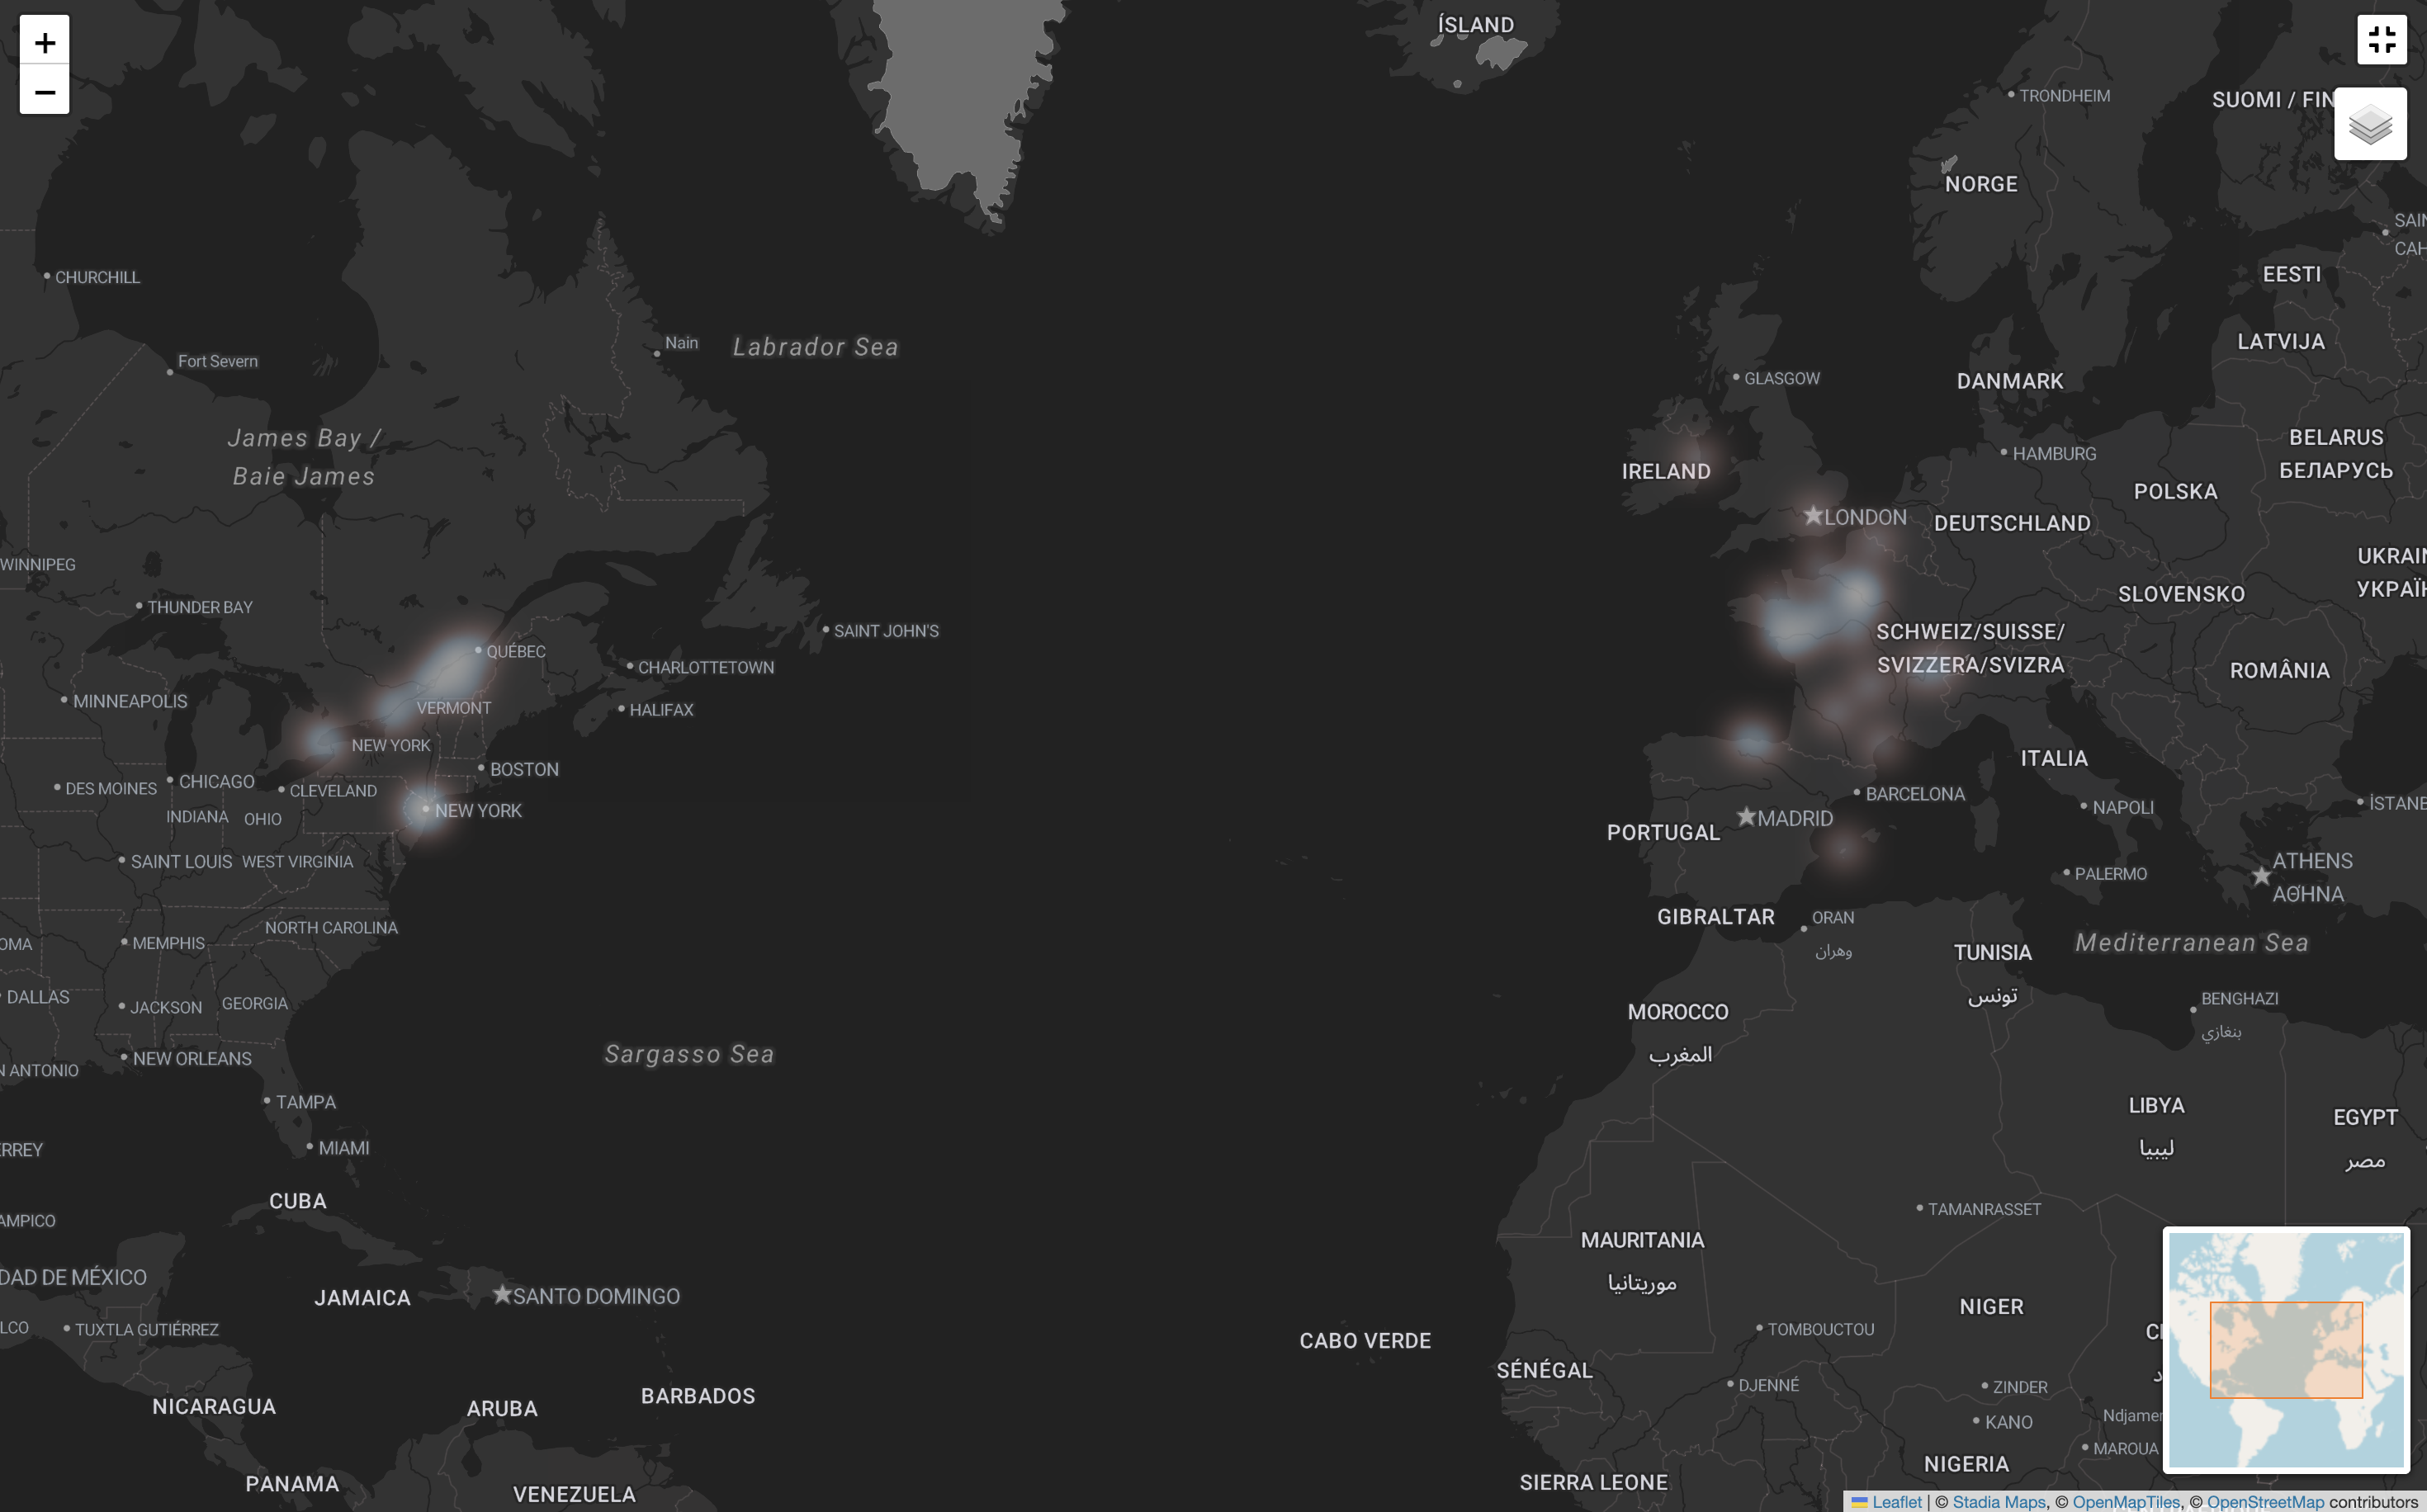 +
−
ÍSLAND
TRONDHEIM
SUOMI / FIN
NORGE
SAIN
САН
CHURCHILL
EESTI
Nain
Labrador Sea
LATVIJA
Fort Severn
GLASGOW
DANMARK
James Bay /
Baie James
BELARUS
БЕЛАРУСЬ
HAMBURG
IRELAND
POLSKA
LONDON
DEUTSCHLAND
WINNIPEG
UKRAIN
УКРАЇН
THUNDER BAY
SLOVENSKO
SAINT JOHN'S
SCHWEIZ/SUISSE/
SVIZZERA/SVIZRA
QUÉBEC
CHARLOTTETOWN
ROMÂNIA
MINNEAPOLIS
VERMONT
HALIFAX
NEW YORK
ITALIA
BOSTON
CHICAGO
DES MOINES
CLEVELAND
BARCELONA
NAPOLI
İSTANB
NEW YORK
INDIANA
OHIO
MADRID
PORTUGAL
SAINT LOUIS
WEST VIRGINIA
PALERMO
ATHENS
ΑΘΉΝΑ
GIBRALTAR
ORAN
وهران
NORTH CAROLINA
OMA
MEMPHIS
TUNISIA
تونس
Mediterranean Sea
DALLAS
JACKSON
GEORGIA
BENGHAZI
بنغازي
MOROCCO
المغرب
NEW ORLEANS
Sargasso Sea
N ANTONIO
TAMPA
LIBYA
ليبيا
EGYPT
مصر
ERREY
MIAMI
CUBA
TAMANRASSET
AMPICO
MAURITANIA
موريتانيا
DAD DE MÉXICO
JAMAICA
SANTO DOMINGO
NIGER
LCO
TUXTLA GUTIÉRREZ
TOMBOUCTOU
CABO VERDE
SÉNÉGAL
DJENNÉ
ZINDER
NICARAGUA
ARUBA
BARBADOS
KANO
Ndjamer
MAROUA
NIGERIA
PANAMA
VENEZUELA
SIERRA LEONE
Leaflet | © Stadia Maps, © OpenMapTiles, © OpenStreetMap contributors